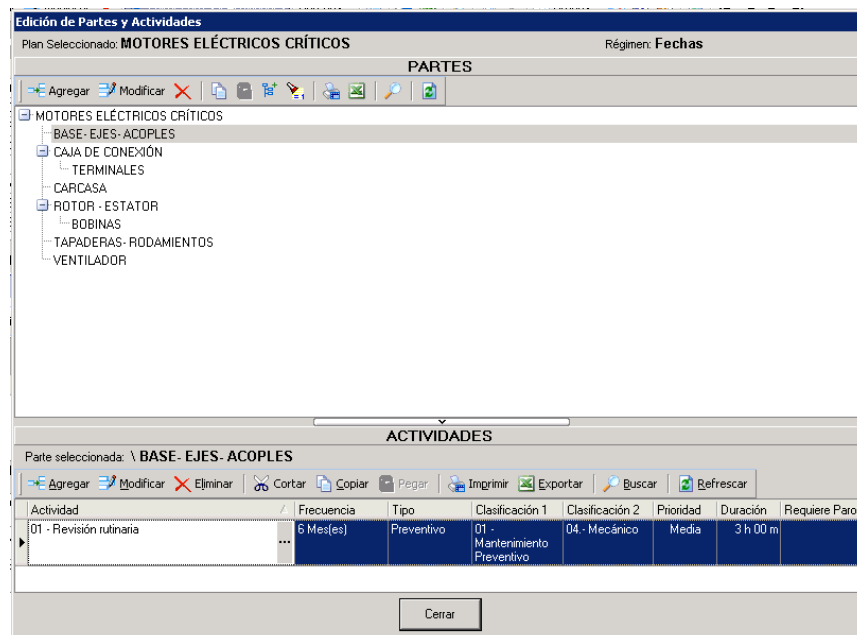 Edición de Partes y Actividades
Plan Seleccionado: MOTORES ELÉCTRICOS CRÍTICOS Régimen: Fechas
PARTES
Agregar Modificar
MOTORES ELÉCTRICOS CRÍTICOS
BASE- EJES- ACOPLES
CAJA DE CONEXIÓN
TERMINALES
CARCASA
ROTOR - ESTATOR
BOBINAS
TAPADERAS- RODAMIENTOS
VENTILADOR
ACTIVIDADES
Parte seleccionada: \ BASE- EJES- ACOPLES
Agregar Modificar Eliminar Cortar Copiar Pegar Imprimir Exportar Buscar Refrescar
Actividad Frecuencia Tipo Clasificación 1 Clasificación 2 Prioridad Duración Requiere Paro
01 - Revisión rutinaria ... 6 Mes(es) Preventivo 01 - 04.- Mecánico Media 3 h 00 m
Mantenimiento
Preventivo
Cerrar